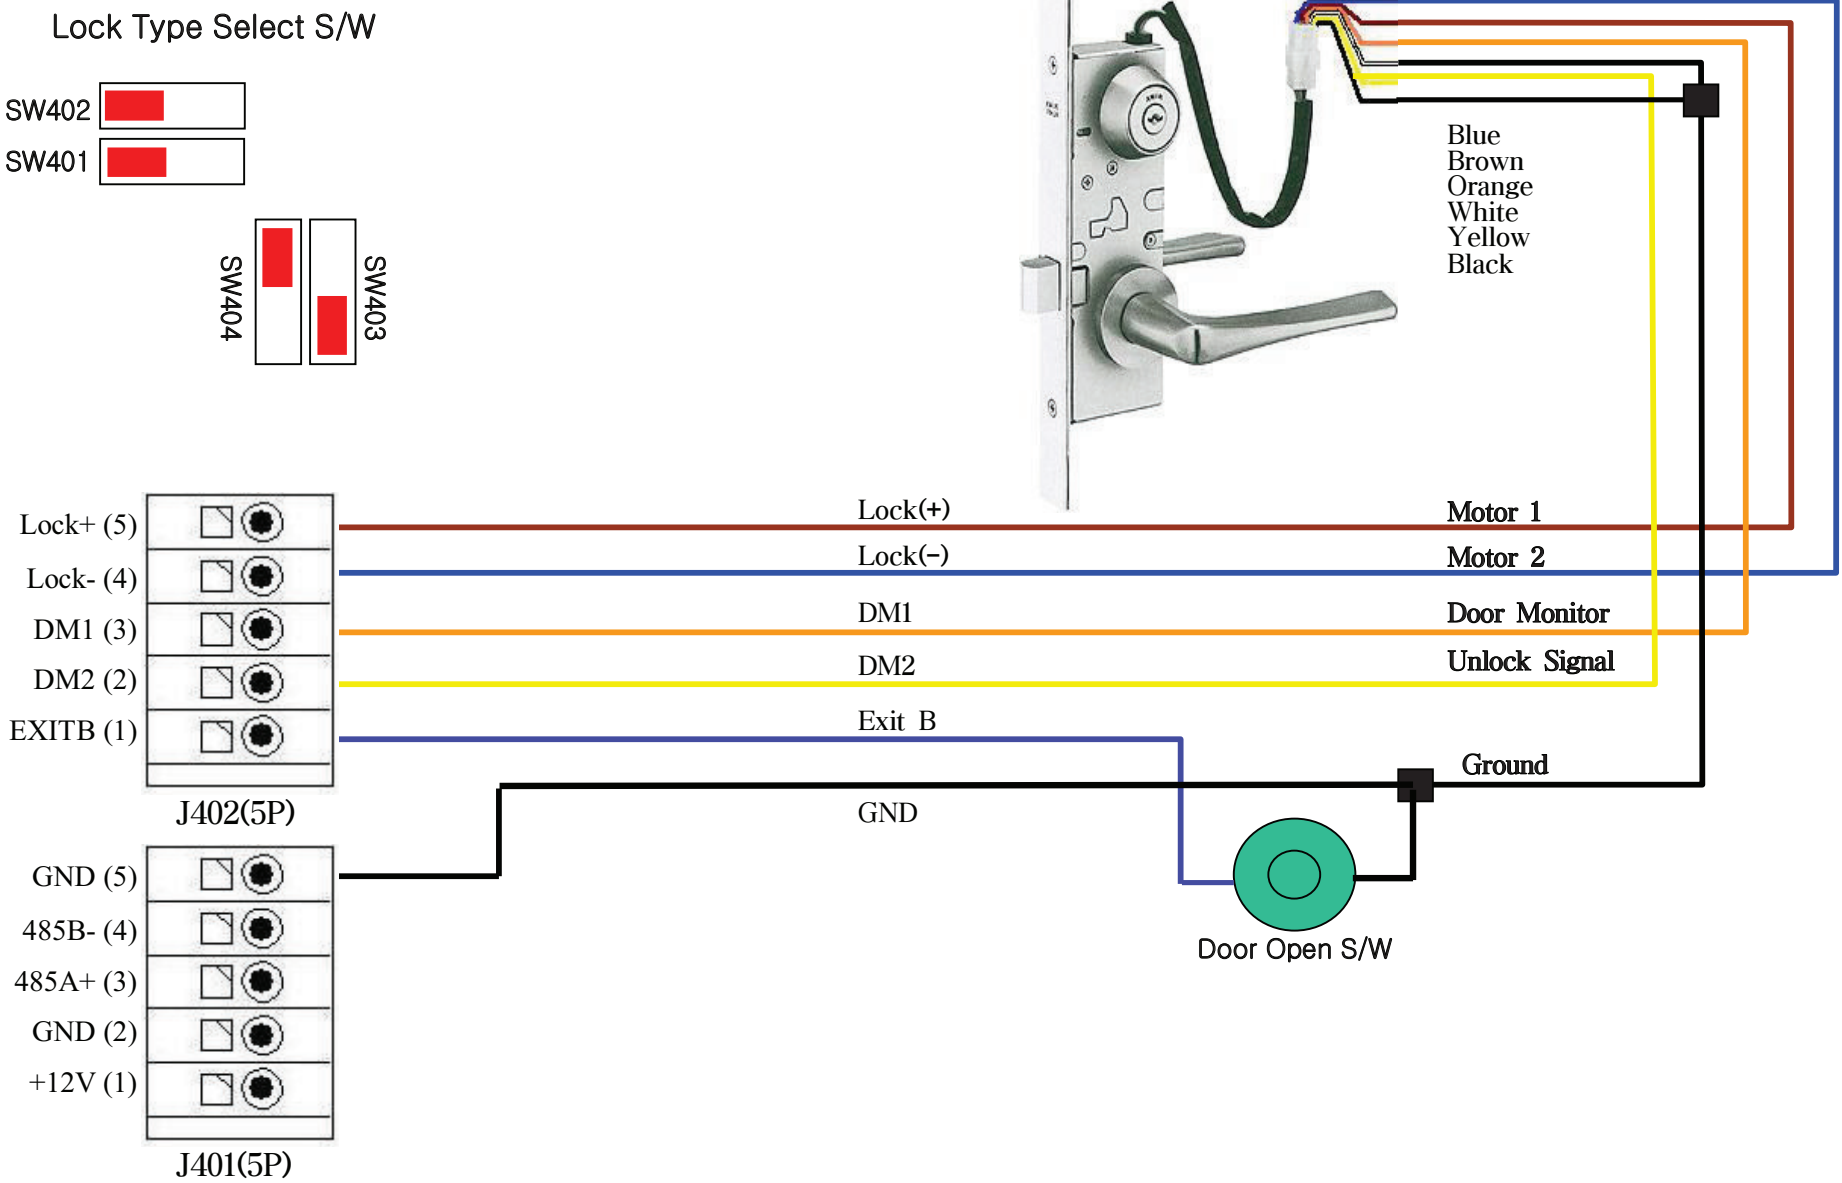 Lock Type Select S/W
SW402
SW401
SW404
SW403
Blue
Brown
Orange
White
Yellow
Black
Lock+ (5)
Lock- (4)
DM1 (3)
DM2 (2)
EXITB (1)
J402(5P)
Lock(+)
Lock(-)
DM1
DM2
Exit B
GND
Motor 1
Motor 2
Door Monitor
Unlock Signal
Ground
GND (5)
485B- (4)
485A+ (3)
GND (2)
+12V (1)
J401(5P)
Door Open S/W